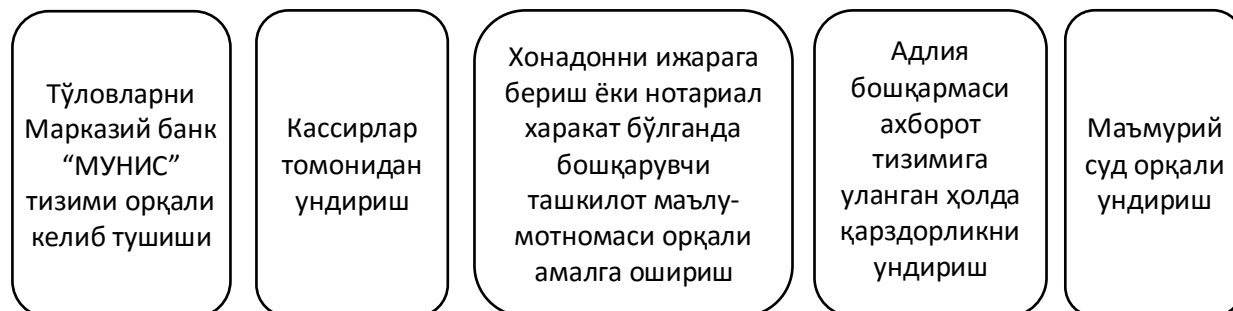 Тўловларни
Марказий банк
“МУНИС”
тизими орқали
келиб тушиши
Кассирлар
томонидан
ундириш
Хонадонни ижарага
бериш ёки нотариал
харакат бўлганда
бошқарувчи
ташкилот маълу-
мотномаси орқали
амалга ошириш
Адлия
бошқармаси
ахборот
тизимига
уланган ҳолда
қарздорликни
ундириш
Маъмурий
суд орқали
ундириш